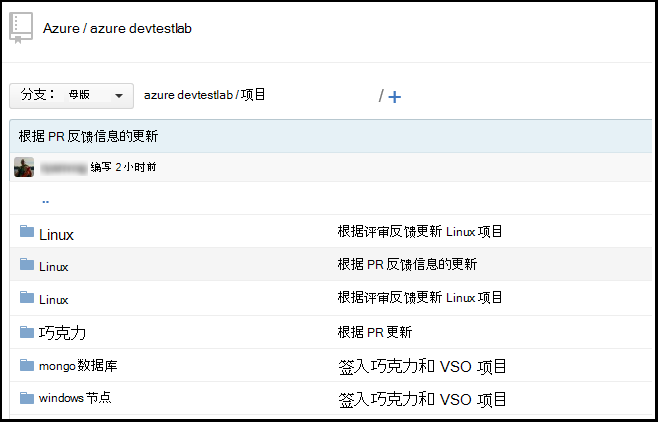 Azure / azure devtestlab
分支： 母版 azure devtestlab / 项目 / +
根据 PR 反馈信息的更新
编写 2 小时前
..
Linux 根据评审反馈更新 Linux 项目
Linux 根据 PR 反馈信息的更新
Linux 根据评审反馈更新 Linux 项目
巧克力 根据 PR 更新
mongo 数据库 签入巧克力和 VSO 项目
windows 节点 签入巧克力和 VSO 项目